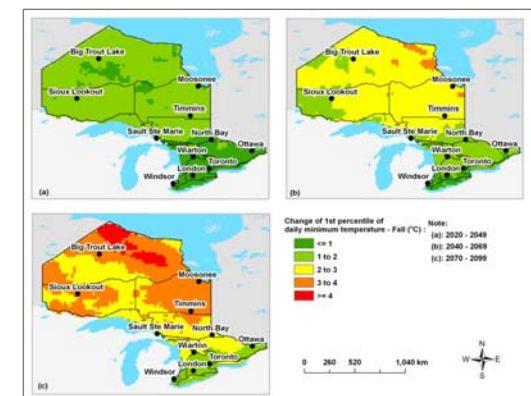 Big Trout Lake
Sioux Lookout
Moosonee
Timmins
Sault Ste Marie
North Bay
Ottawa
Wiarton
Toronto
London
Windsor
(a)
Big Trout Lake
Sioux Lookout
Moosonee
Timmins
Sault Ste Marie
North Bay
Ottawa
Wiarton
Toronto
London
Windsor
(b)
Big Trout Lake
Sioux Lookout
Moosonee
Timmins
Sault Ste Marie
North Bay
Ottawa
Wiarton
Toronto
London
Windsor
(c)
Change of 1st percentile of
daily minimum temperature - Fall (°C) :
<= 1
1 to 2
2 to 3
3 to 4
>= 4
Note:
(a): 2020 - 2049
(b): 2040 - 2069
(c): 2070 - 2099
0 260 520 1,040 km
N
W E
S